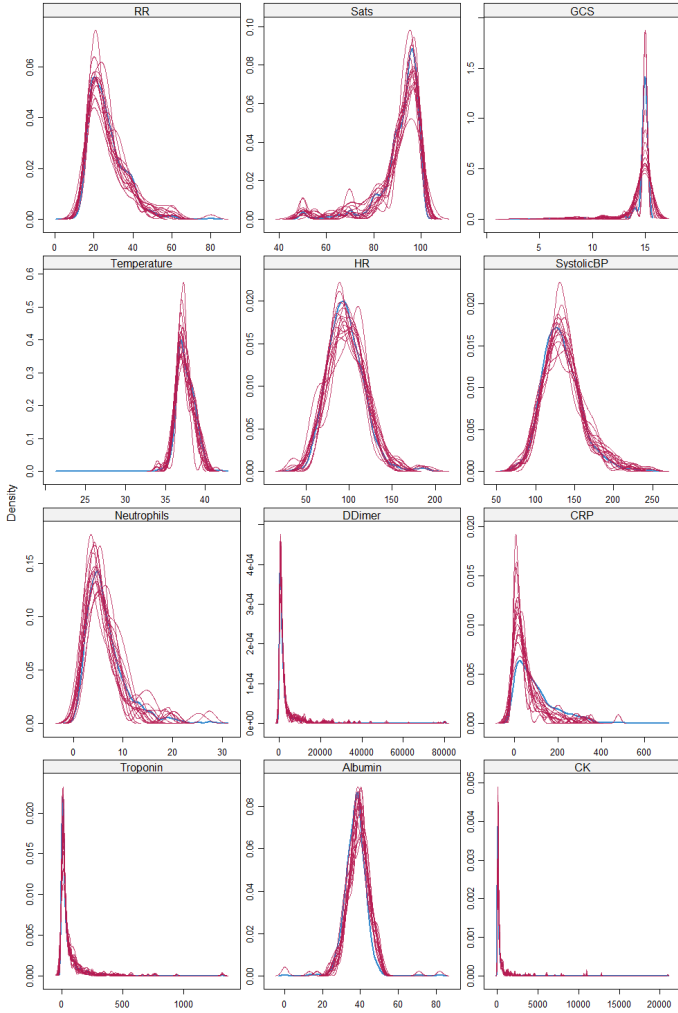 RR
Sats
GCS
0.00 0.02 0.04 0.06
0.00 0.02 0.04 0.06 0.08 0.10
0.0 0.5 1.0 1.5
0 20 40 60 80
40 60 80 100
5 10 15
Temperature
HR
SystolicBP
0.0 0.1 0.2 0.3 0.4 0.5 0.6
0.000 0.005 0.010 0.015 0.020
0.000 0.005 0.010 0.015 0.020
25 30 35 40
50 100 150 200
50 100 150 200 250
Density
Neutrophils
DDimer
CRP
0.00 0.05 0.10 0.15
0e+00 1e-04 2e-04 3e-04 4e-04
0.000 0.005 0.010 0.015 0.020
0 10 20 30
0 20000 40000 60000 80000
0 200 400 600
Troponin
Albumin
CK
0.000 0.005 0.010 0.015 0.020
0.00 0.02 0.04 0.06 0.08
0.000 0.001 0.002 0.003 0.004 0.005
0 500 1000
0 20 40 60 80
0 5000 10000 15000 20000